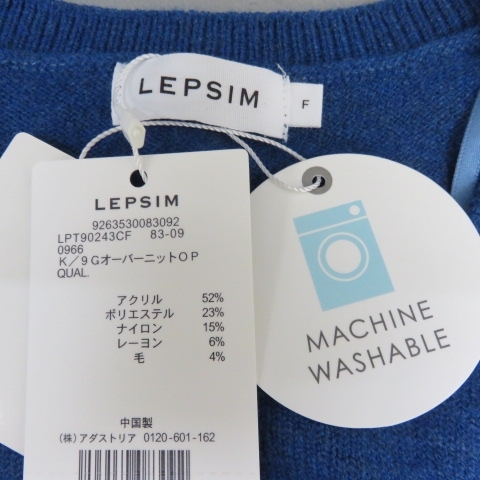 LEPSIM
F
LEPSIM
9263530083092
LPT90243CF 83-09
0966
K/9GオーバーニットOP
QUAL.
アクリル 52%
ポリエステル 23%
ナイロン 15%
レーヨン 6%
毛 4%
中国製
(株)アダストリア 0120-601-162
MACHINE
WASHABLE